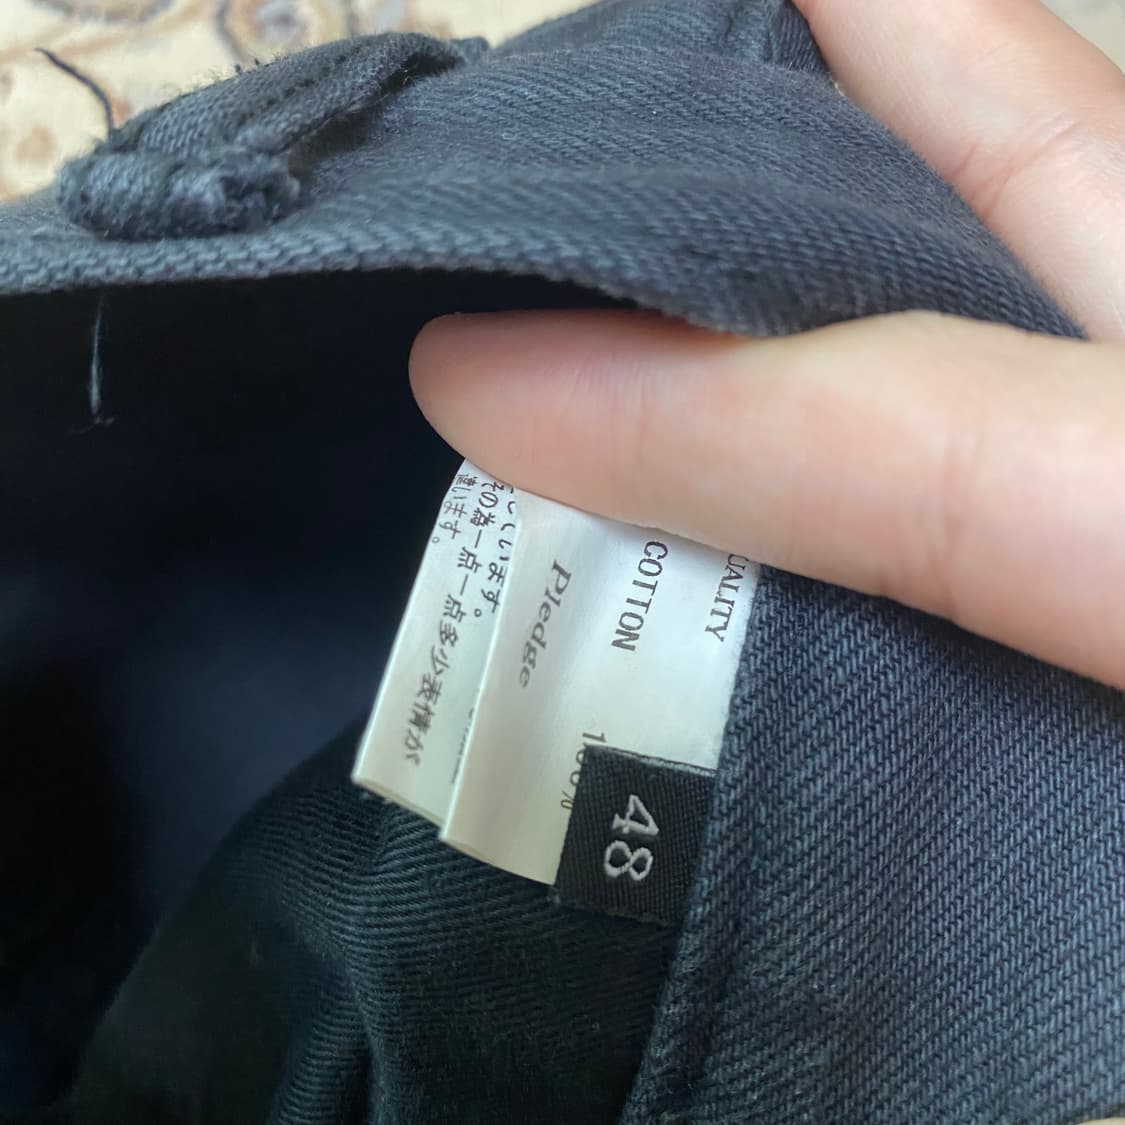 QUALITY
COTTON
100%
Pledge
48
ています。
その為一点一点多少表情が
違います。